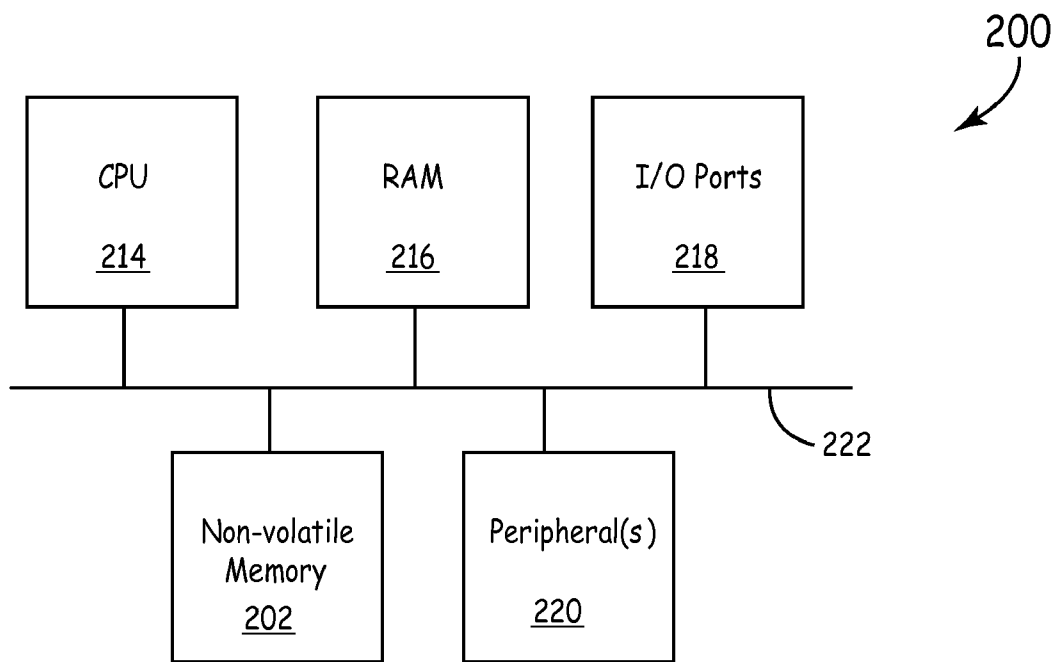 200
CPU
214
RAM
216
I/O Ports
218
222
Non-volatile
Memory
202
Peripheral(s)
220